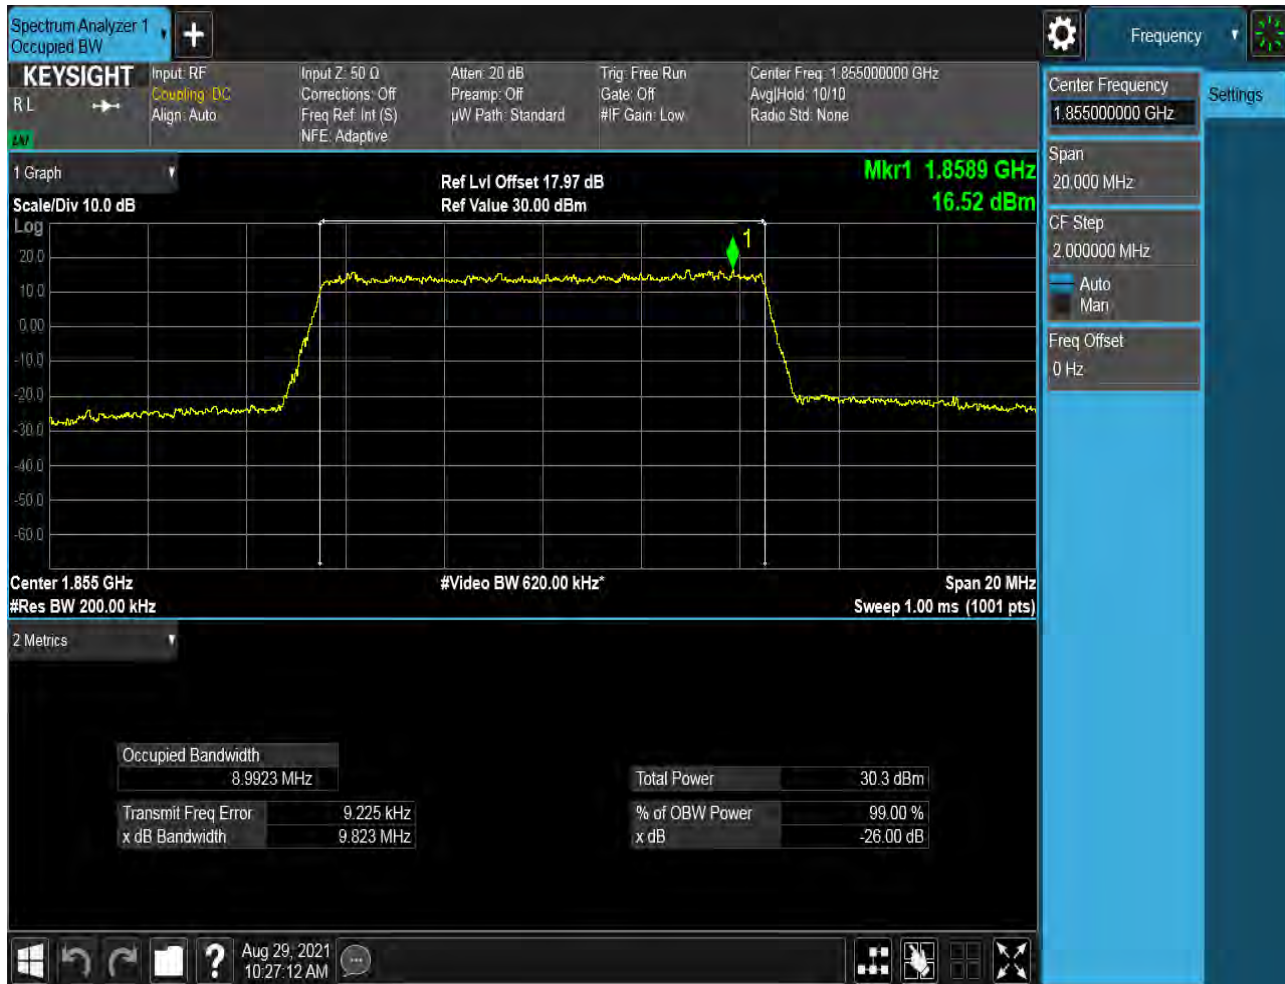 Spectrum Analyzer 1
Occupied BW
Frequency
KEYSIGHT
R L
Input: RF
Coupling: DC
Align: Auto
Input Z: 50 Ω
Corrections: Off
Freq Ref: Int (S)
NFE: Adaptive
Atten: 20 dB
Preamp: Off
µW Path: Standard
Trig: Free Run
Gate: Off
#IF Gain: Low
Center Freq: 1.855000000 GHz
Avg|Hold: 10/10
Radio Std: None
Center Frequency
1.855000000 GHz
Settings
Span
20.000 MHz
CF Step
2.000000 MHz
Auto
Man
Freq Offset
0 Hz
1 Graph
Scale/Div 10.0 dB
Ref Lvl Offset 17.97 dB
Ref Value 30.00 dBm
Mkr1 1.8589 GHz
16.52 dBm
Log
1
20.0
10.0
0.00
-10.0
-20.0
-30.0
-40.0
-50.0
-60.0
Center 1.855 GHz
#Res BW 200.00 kHz
#Video BW 620.00 kHz*
Span 20 MHz
Sweep 1.00 ms (1001 pts)
2 Metrics
Occupied Bandwidth
8.9923 MHz
Transmit Freq Error 9.225 kHz
x dB Bandwidth 9.823 MHz
Total Power 30.3 dBm
% of OBW Power 99.00 %
x dB -26.00 dB
?
Aug 29, 2021
10:27:12 AM